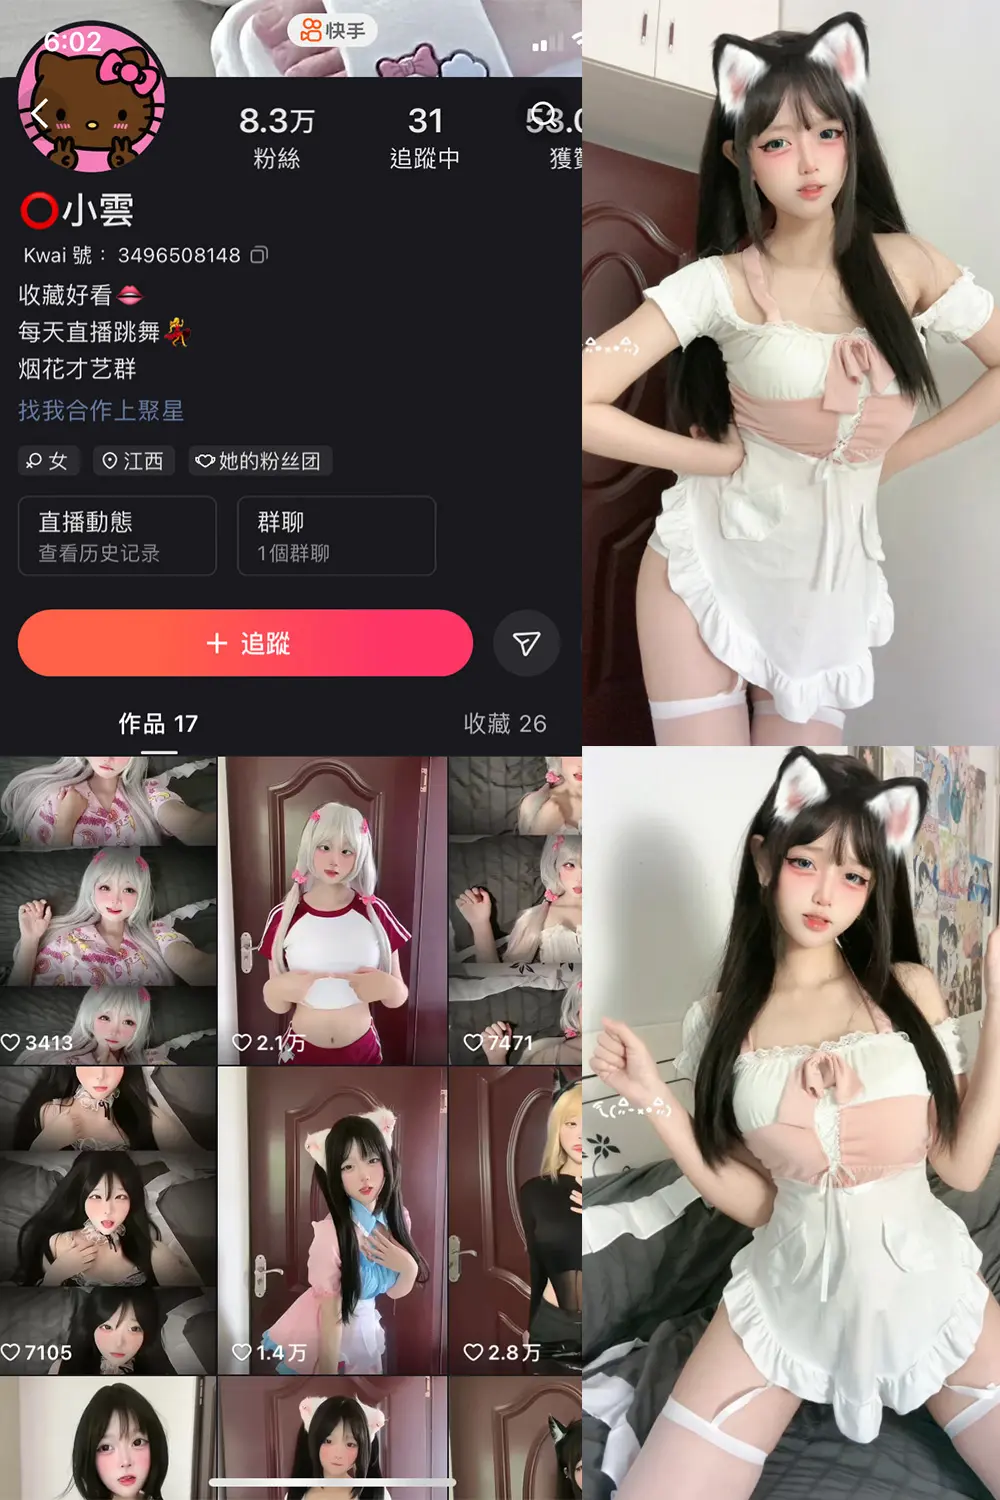 6:02
快手
8.3万
粉絲
31
追蹤中
53.0
獲
⭕小雲
Kwai 號： 3496508148
收藏好看👄
每天直播跳舞💃
烟花才艺群
找我合作上聚星
女
江西
她的粉丝团
直播動態
查看历史记录
群聊
1個群聊
＋ 追蹤
作品 17
收藏 26
3413
2.1万
7471
7105
1.4万
2.8万